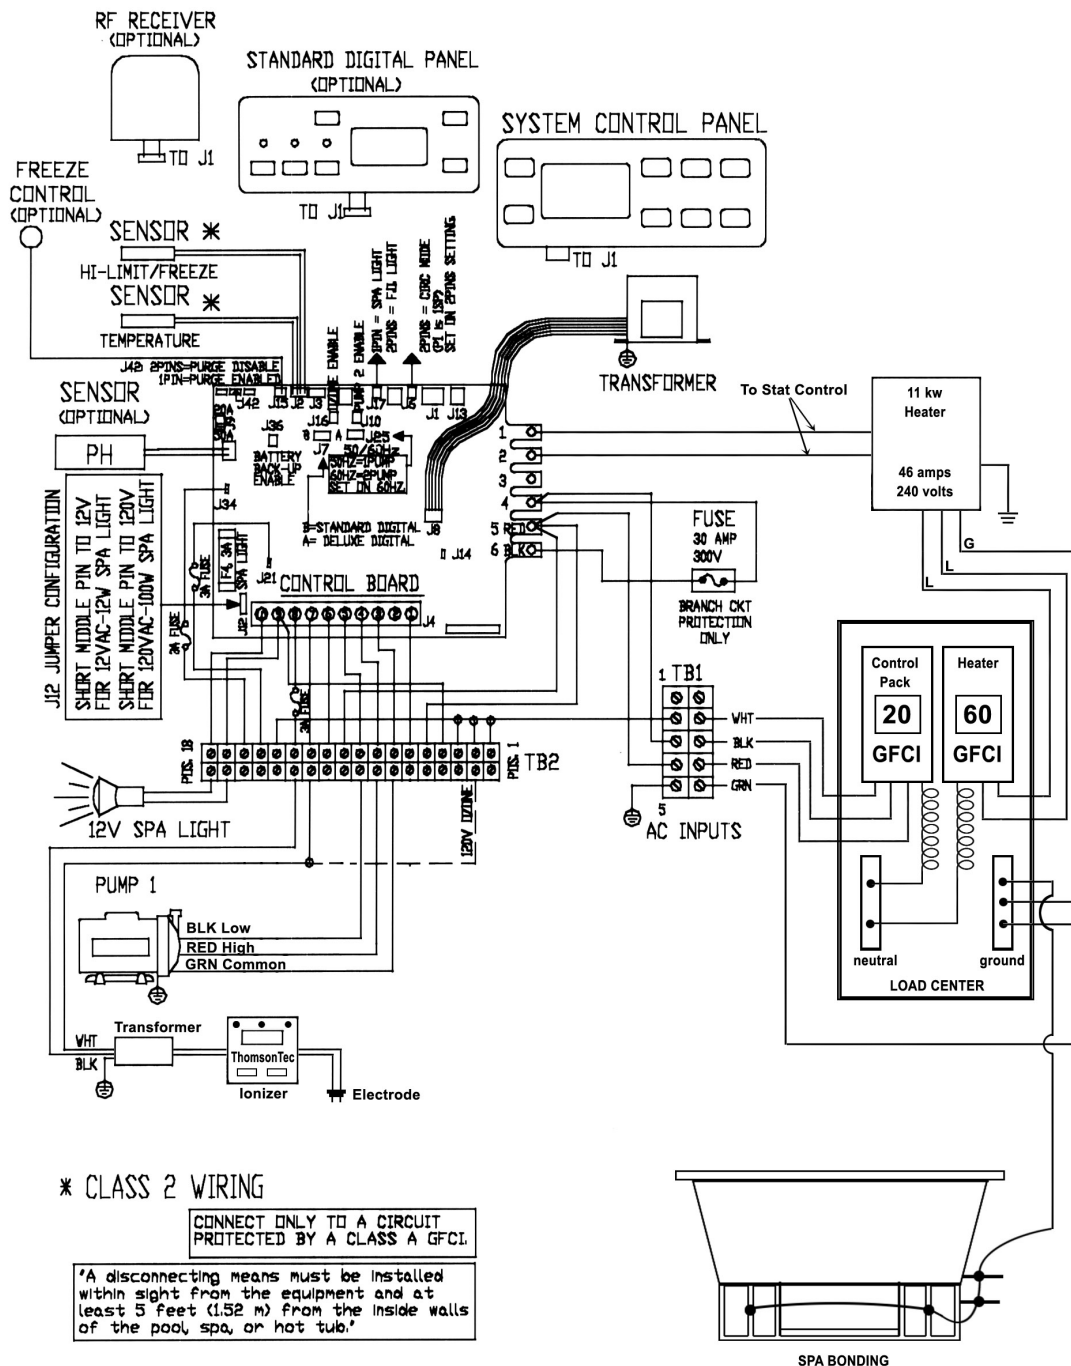 RF RECEIVER
(OPTIONAL)
TO J1
STANDARD DIGITAL PANEL
(OPTIONAL)
TO J1
SYSTEM CONTROL PANEL
TO J1
FREEZE
CONTROL
(OPTIONAL)
SENSOR *
HI-LIMIT/FREEZE
SENSOR *
TEMPERATURE
J42: 2PINS=PURGE DISABLE
1PIN=PURGE ENABLED
SENSOR
(OPTIONAL)
PH
OZONE ENABLE
PUMP 2 ENABLE
1PIN = SPA LIGHT
2PINS = F/L LIGHT
2PINS = CIRC MODE
(P1 is 1SP)
SET ON 2PINS SETTING
TRANSFORMER
J42
J15
J2
J3
J17
J6
J1
J13
20A
J9
30A
J36
J16
J10
B
J7
A
J25
50/60HZ
50HZ=1PUMP
60HZ=2PUMP
SET ON 60HZ
BATTERY
BACK-UP
ENABLE
J34
B=STANDARD DIGITAL
A= DELUXE DIGITAL
J8
J14
1
2
3
4
5 RED
6 BLK
To Stat Control
11 kw
Heater
46 amps
240 volts
G
L
L
FUSE
30 AMP
300V
BRANCH CKT
PROTECTION
ONLY
J12 JUMPER CONFIGURATION
SHORT MIDDLE PIN TO 12V
FOR 12VAC-12W SPA LIGHT
SHORT MIDDLE PIN TO 120V
FOR 120VAC-100W SPA LIGHT
3A FUSE
3A FUSE
F4 3A
SPA LIGHT
J21
J12
CONTROL BOARD
J4
3A FUSE
POS. 18
POS. 1
TB2
1 TB1
WHT
BLK
RED
GRN
5
AC INPUTS
Control
Pack
20
GFCI
Heater
60
GFCI
neutral
ground
LOAD CENTER
12V SPA LIGHT
120V OZONE
PUMP 1
BLK Low
RED High
GRN Common
WHT
BLK
Transformer
ThomsonTec
Ionizer
Electrode
* CLASS 2 WIRING
CONNECT ONLY TO A CIRCUIT
PROTECTED BY A CLASS A GFCI.
"A disconnecting means must be installed
within sight from the equipment and at
least 5 feet (1.52 m) from the inside walls
of the pool, spa, or hot tub."
SPA BONDING